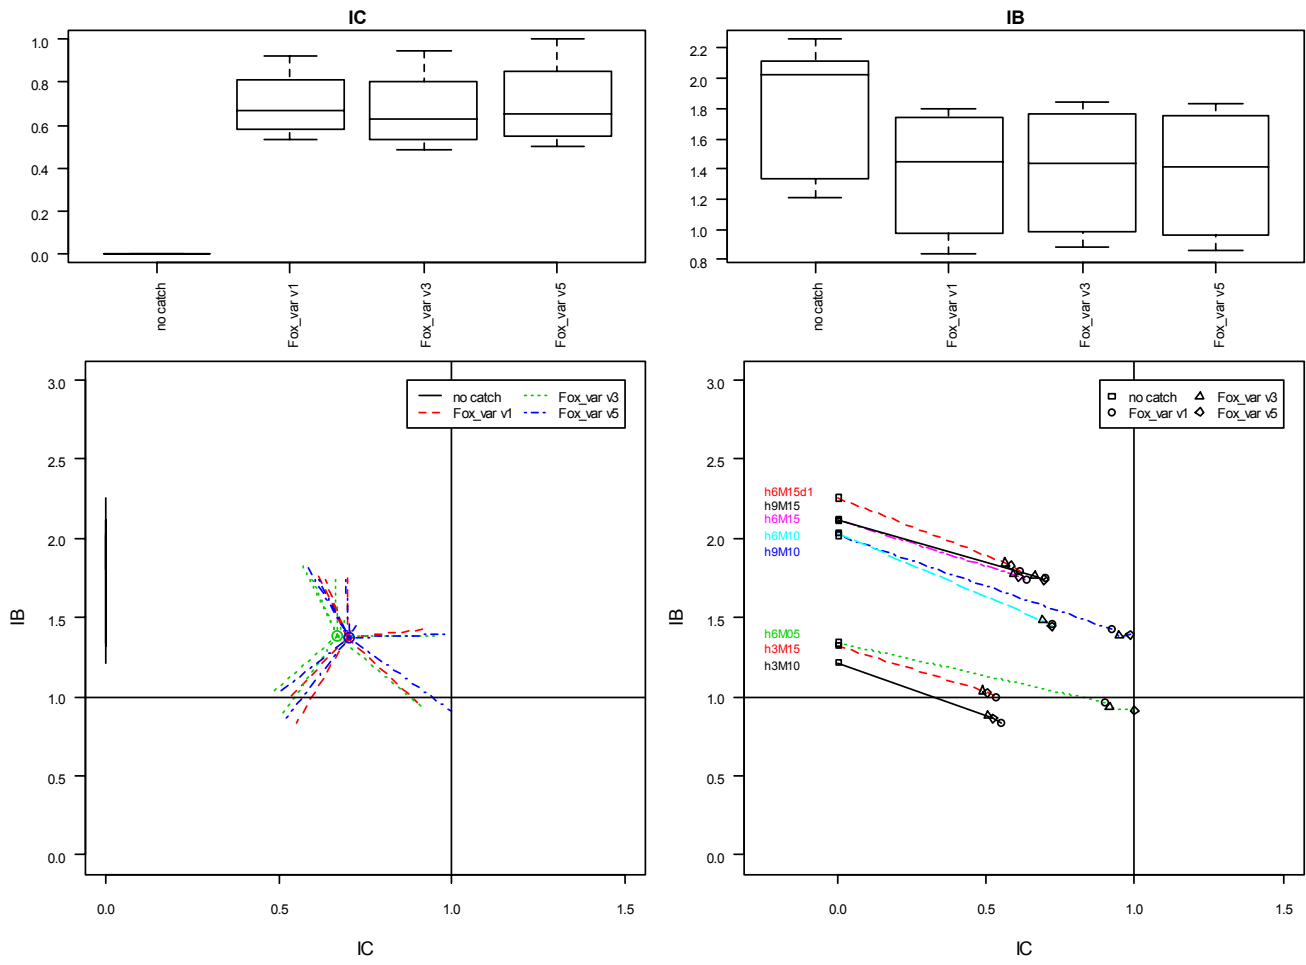 IC
1.0
0.8
0.6
0.4
0.2
0.0
no catch
Fox_var v1
Fox_var v3
Fox_var v5
IB
2.2
2.0
1.8
1.6
1.4
1.2
1.0
0.8
no catch
Fox_var v1
Fox_var v3
Fox_var v5
IB
3.0
2.5
2.0
1.5
1.0
0.5
0.0
no catch
Fox_var v1
Fox_var v3
Fox_var v5
0.0
0.5
1.0
1.5
IC
IB
3.0
2.5
2.0
1.5
1.0
0.5
0.0
no catch
Fox_var v1
Fox_var v3
Fox_var v5
h6M15d1
h9M15
h6M15
h6M10
h9M10
h6M05
h3M15
h3M10
0.0
0.5
1.0
1.5
IC